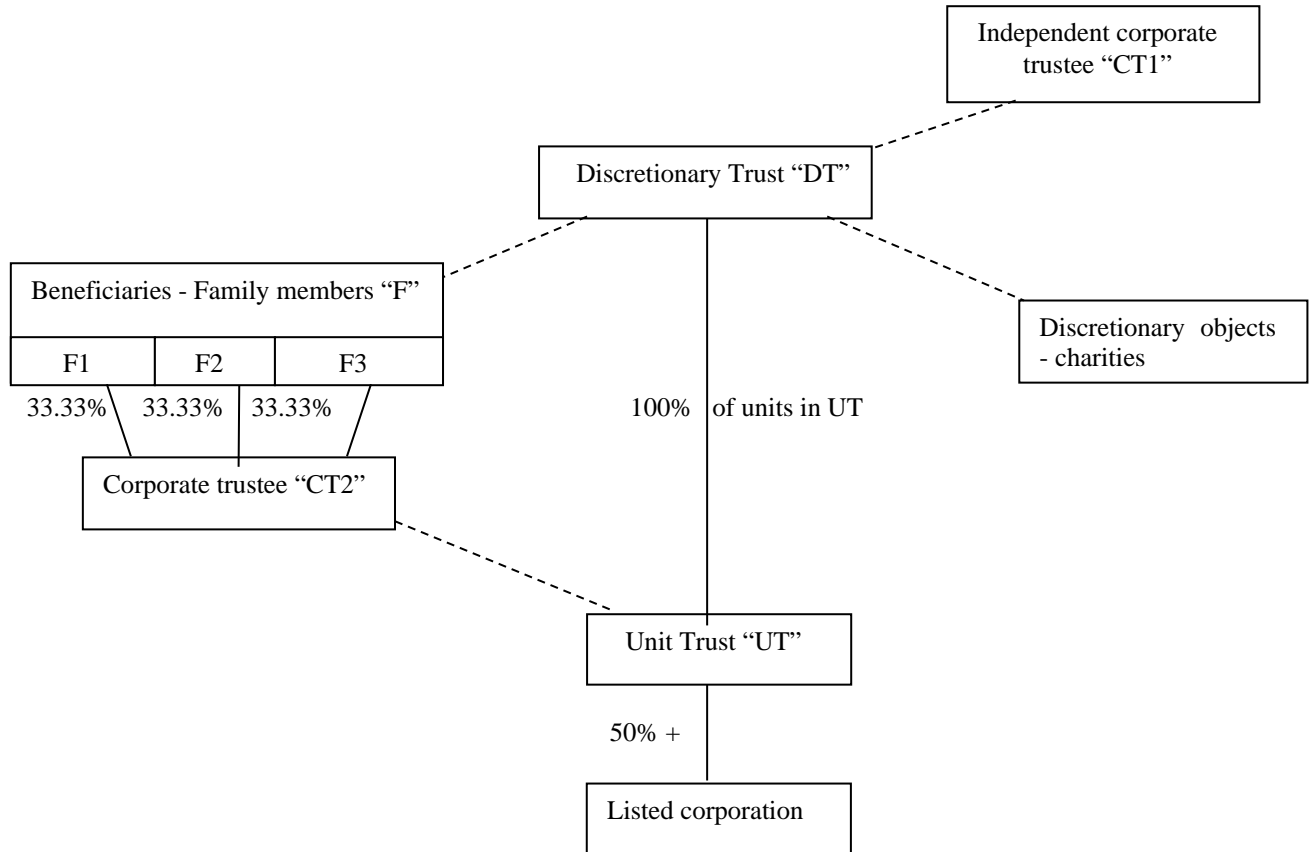 Independent corporate
trustee “CT1”
Discretionary Trust “DT”
Beneficiaries - Family members “F”
F1
F2
F3
Discretionary objects
- charities
33.33%
33.33%
33.33%
100%
of units in UT
Corporate trustee “CT2”
Unit Trust “UT”
50% +
Listed corporation